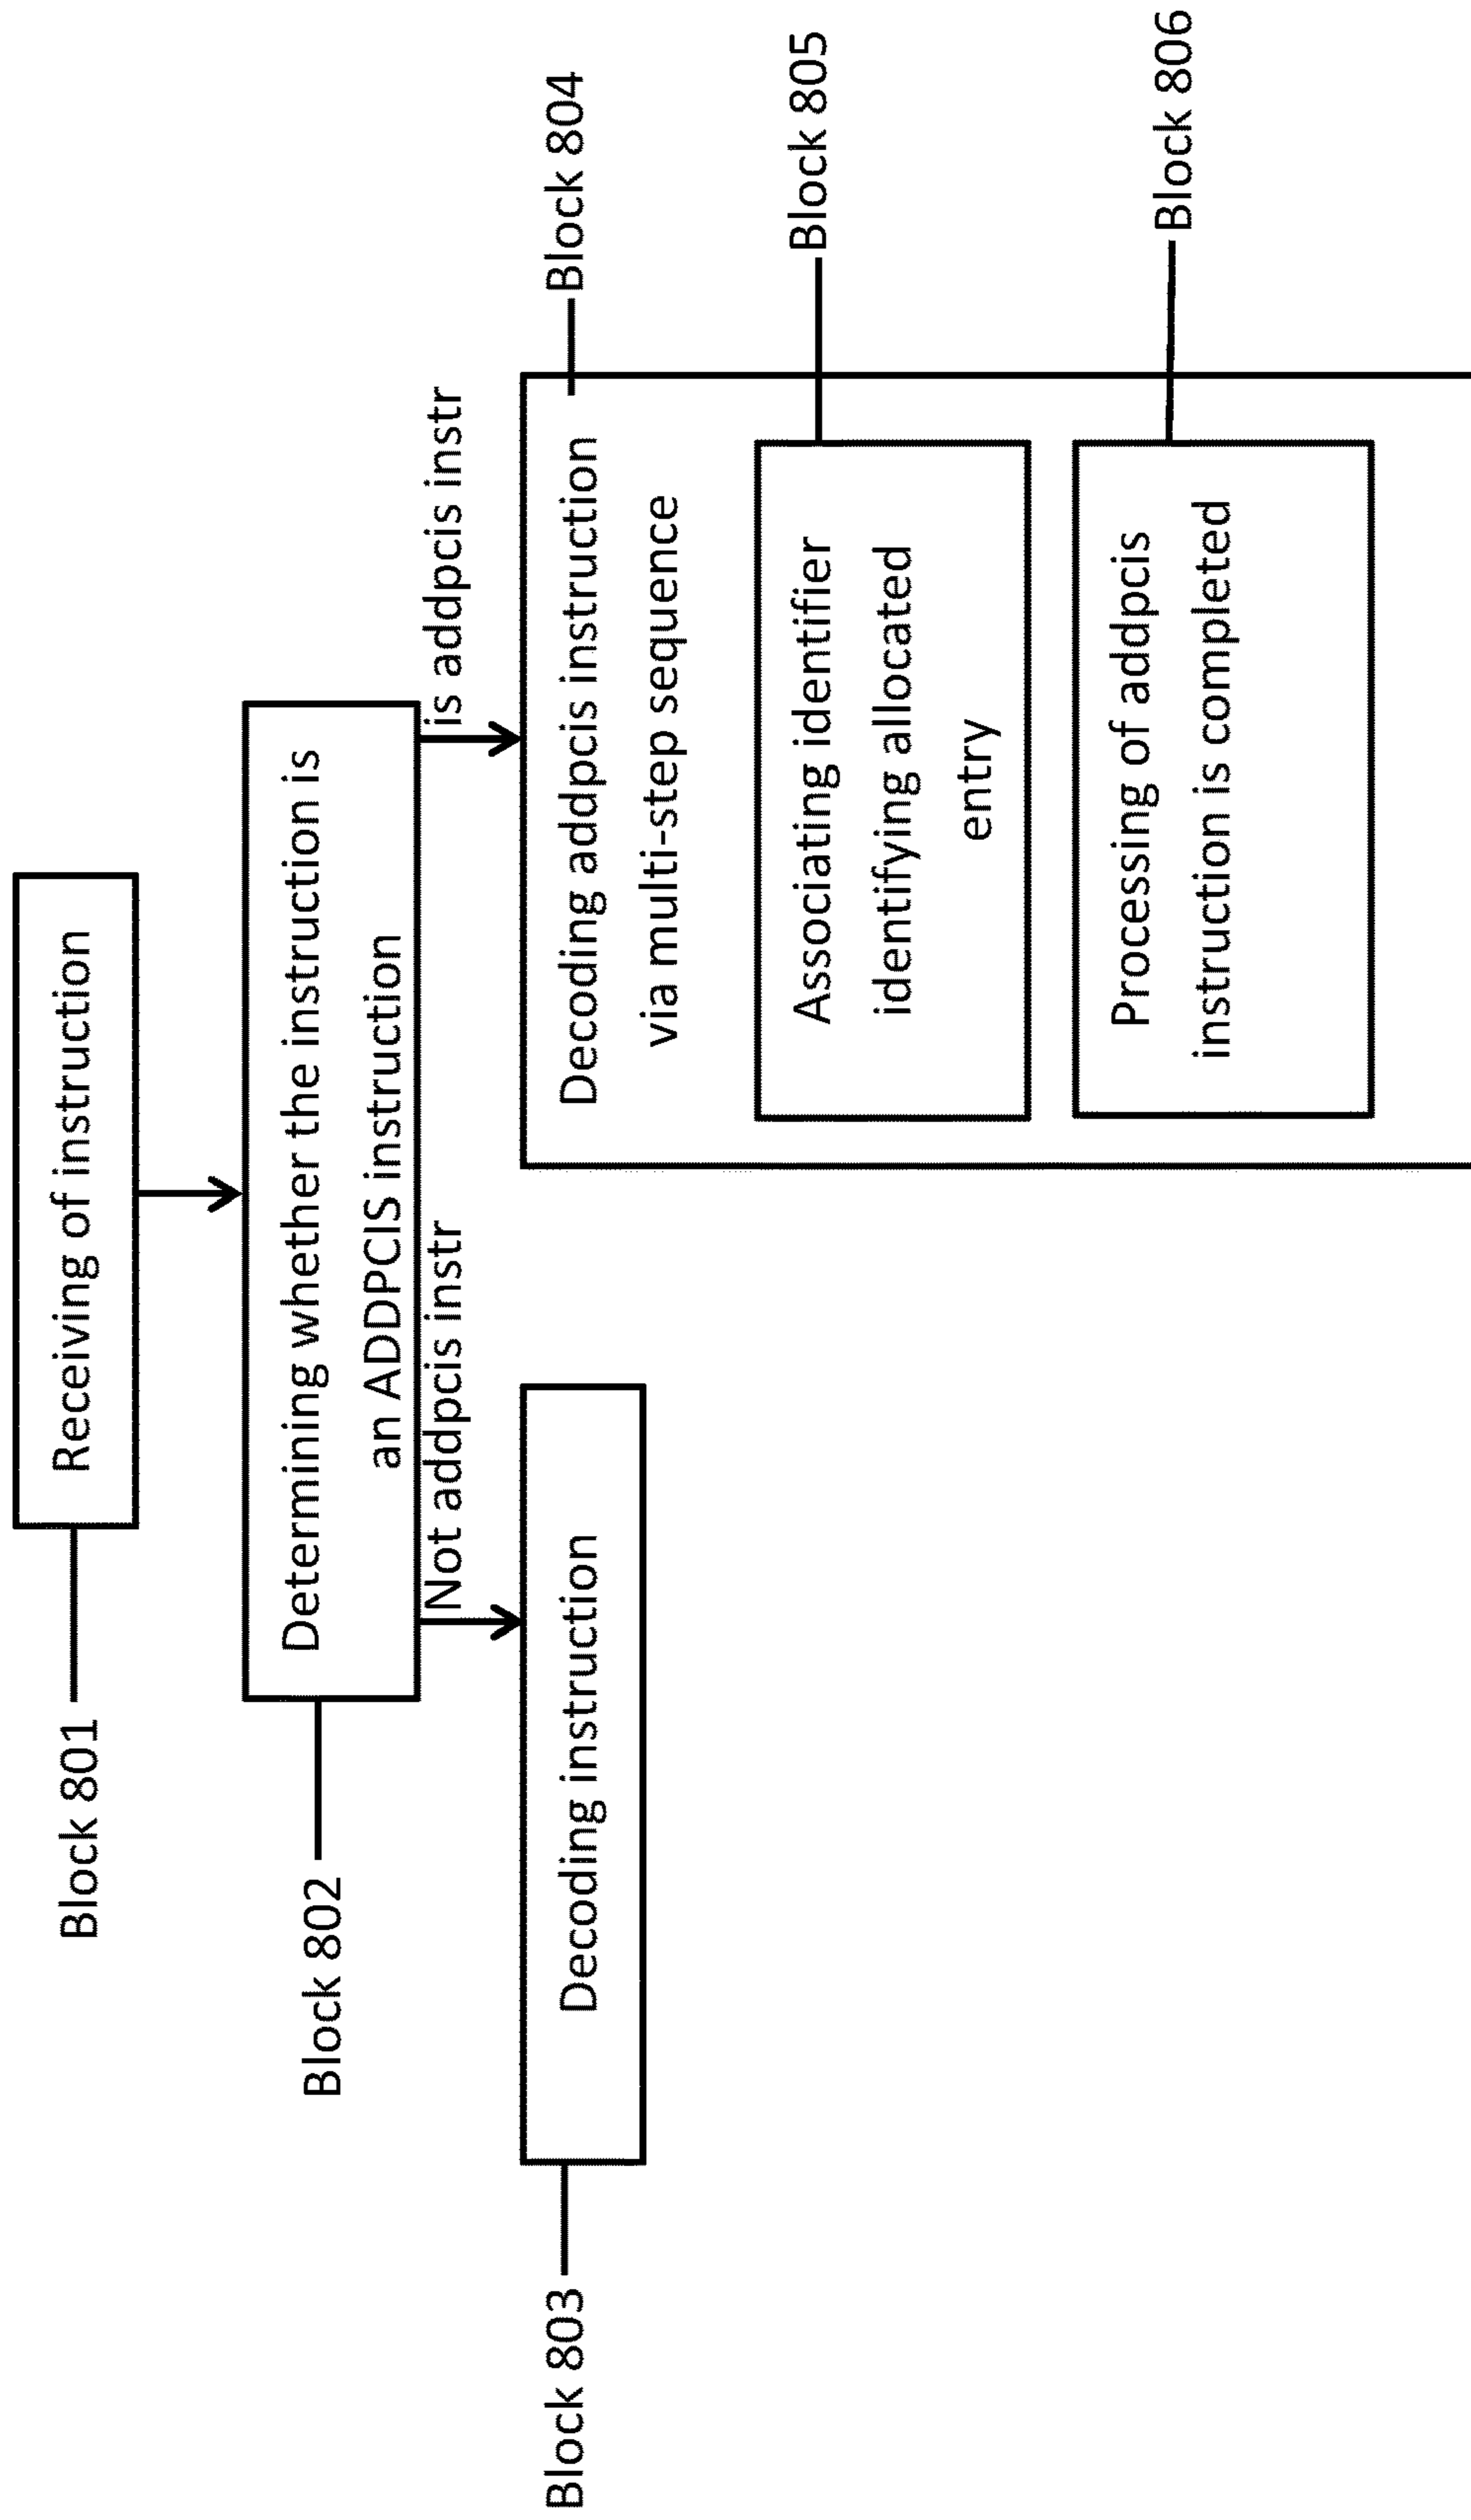 Block 801
Receiving of instruction
Block 802
Determining whether the instruction is
an ADDPCIS instruction
Not addpcis instr
is addpcis instr
Block 803
Decoding instruction
Decoding addpcis instruction
via multi-step sequence
Block 804
Associating identifier
identifying allocated
entry
Block 805
Processing of addpcis
instruction is completed
Block 806